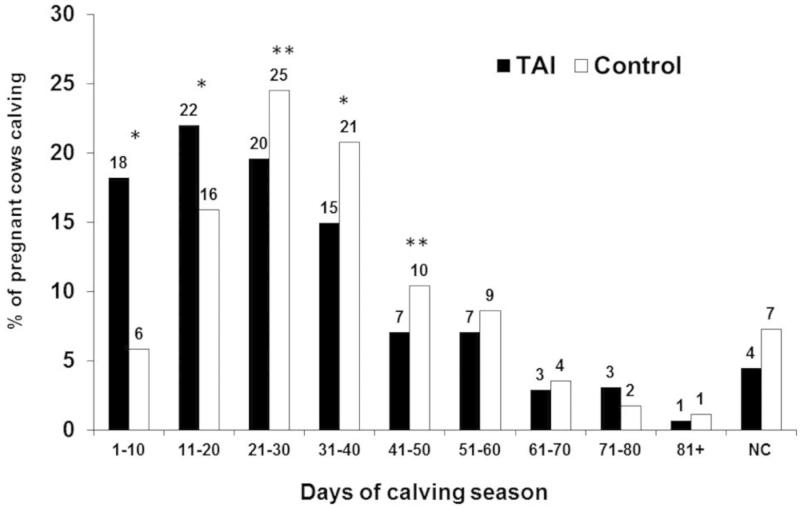 30
25
20
15
10
5
0
% of pregnant cows calving
TAI Control
* * ** * **
18 22 20 15 7 7 3 3 1 4
6 16 25 21 10 9 4 2 1 7
1-10 11-20 21-30 31-40 41-50 51-60 61-70 71-80 81+ NC
Days of calving season